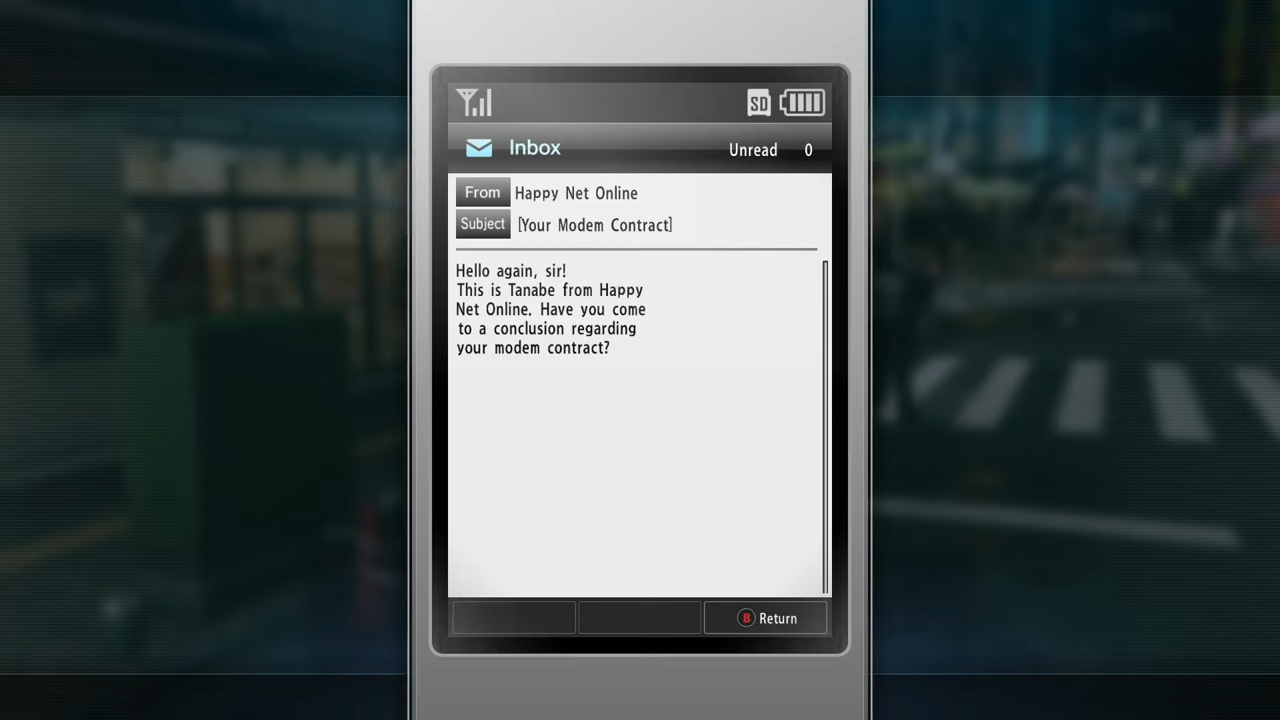 SD
Inbox
Unread 0
From Happy Net Online
Subject [Your Modem Contract]
Hello again, sir!
This is Tanabe from Happy
Net Online. Have you come
to a conclusion regarding
your modem contract?
B Return